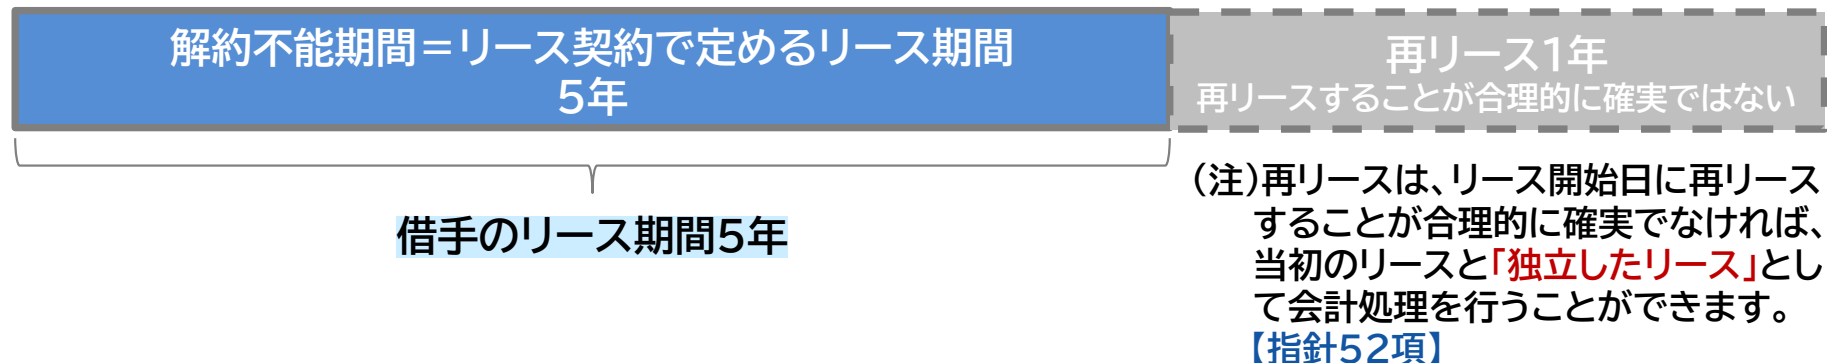 解約不能期間＝リース契約で定めるリース期間
5年
再リース1年
再リースすることが合理的に確実ではない
借手のリース期間5年
（注）再リースは、リース開始日に再リース
することが合理的に確実でなければ、
当初のリースと「独立したリース」とし
て会計処理を行うことができます。
【指針52項】